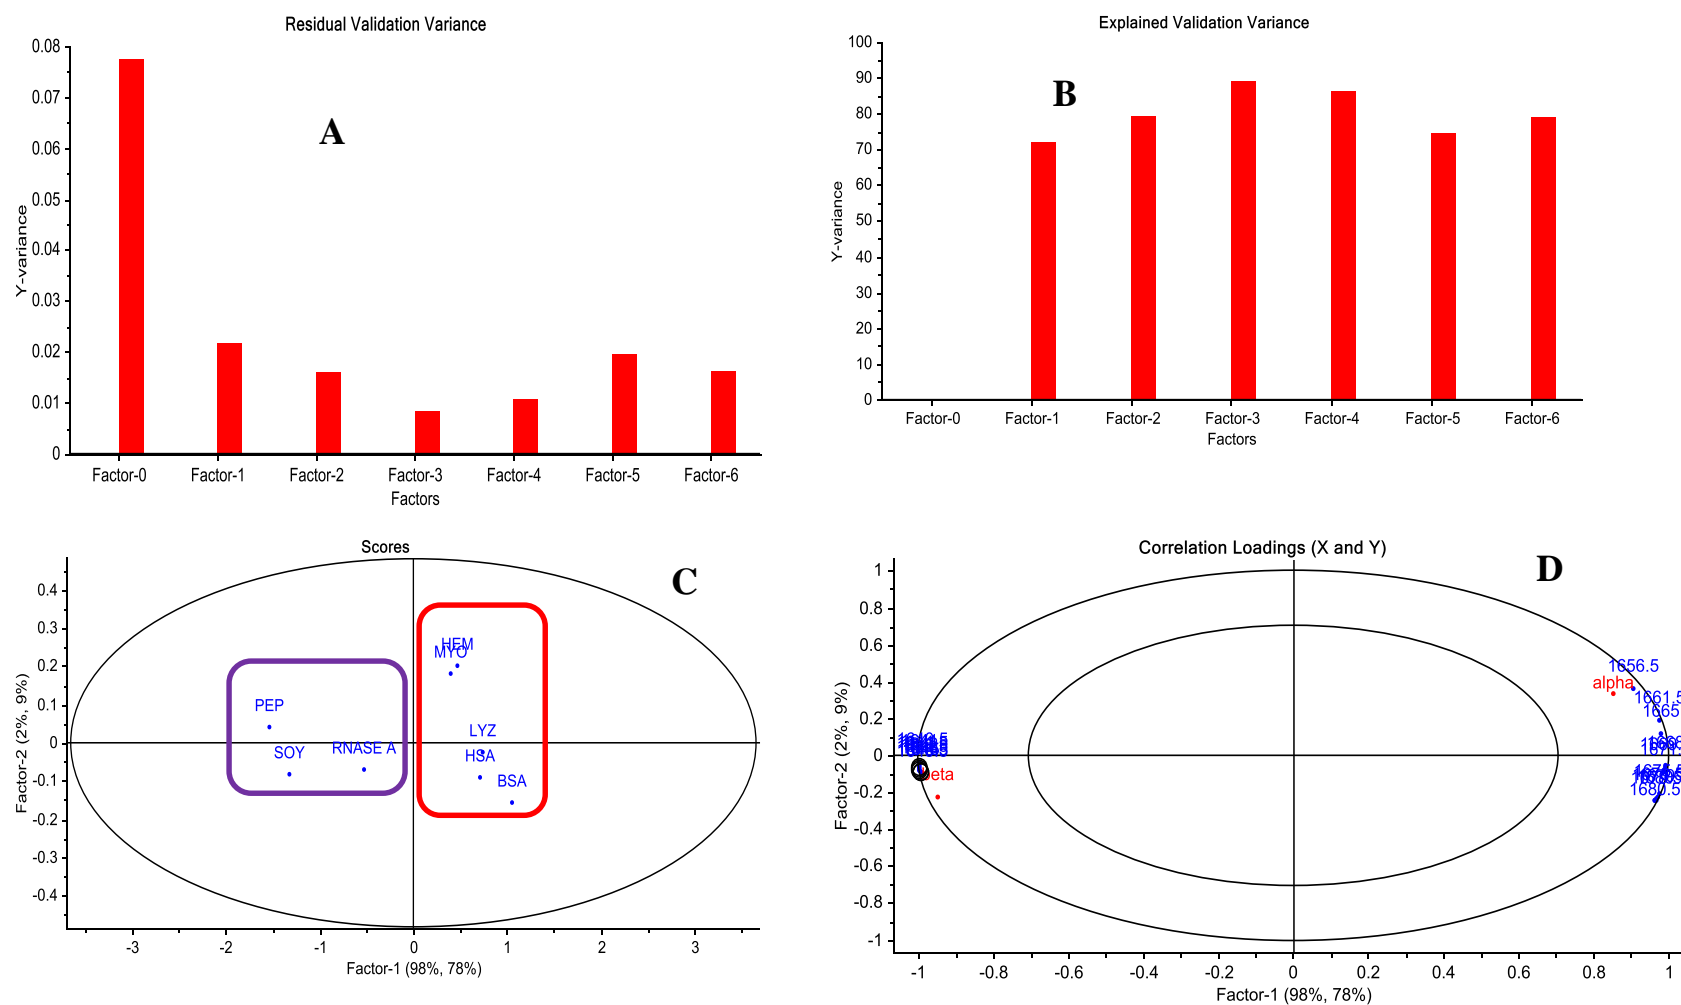 Residual Validation Variance
A
Y-variance
0.08
0.07
0.06
0.05
0.04
0.03
0.02
0.01
0
Factor-0 Factor-1 Factor-2 Factor-3 Factor-4 Factor-5 Factor-6
Factors
Explained Validation Variance
B
Y-variance
100
90
80
70
60
50
40
30
20
10
0
Factor-0 Factor-1 Factor-2 Factor-3 Factor-4 Factor-5 Factor-6
Factors
Scores
C
Factor-2 (2%, 9%)
0.4
0.3
0.2
0.1
0
-0.1
-0.2
-0.3
-0.4
HEM
MYO
PEP
LYZ
SOY
RNASE A
HSA
BSA
-3 -2 -1 0 1 2 3
Factor-1 (98%, 78%)
Correlation Loadings (X and Y)
D
Factor-2 (2%, 9%)
1
0.8
0.6
0.4
0.2
0
-0.2
-0.4
-0.6
-0.8
-1
1656.5
alpha
1661.5
1665
beta
1680.5
-1 -0.8 -0.6 -0.4 -0.2 0 0.2 0.4 0.6 0.8 1
Factor-1 (98%, 78%)